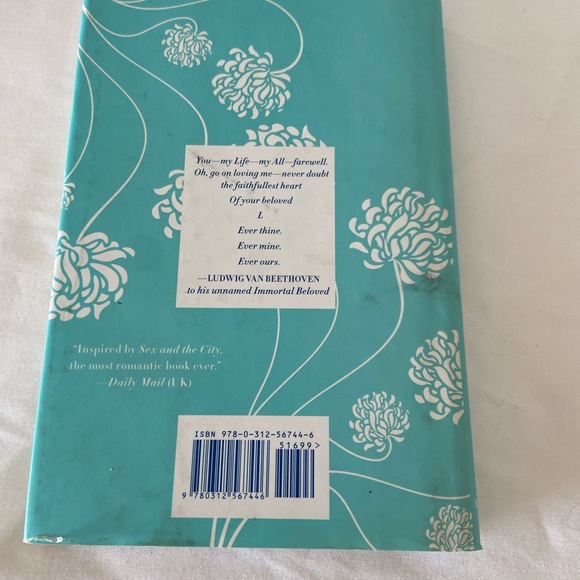 You—my Life—my All—farewell.
Oh, go on loving me—never doubt
the faithfullest heart
Of your beloved
L
Ever thine.
Ever mine.
Ever ours.
—LUDWIG VAN BEETHOVEN
to his unnamed Immortal Beloved
“Inspired by Sex and the City,
the most romantic book ever.”
—Daily Mail (UK)
ISBN 978-0-312-56744-6
51699>
9 780312 567446